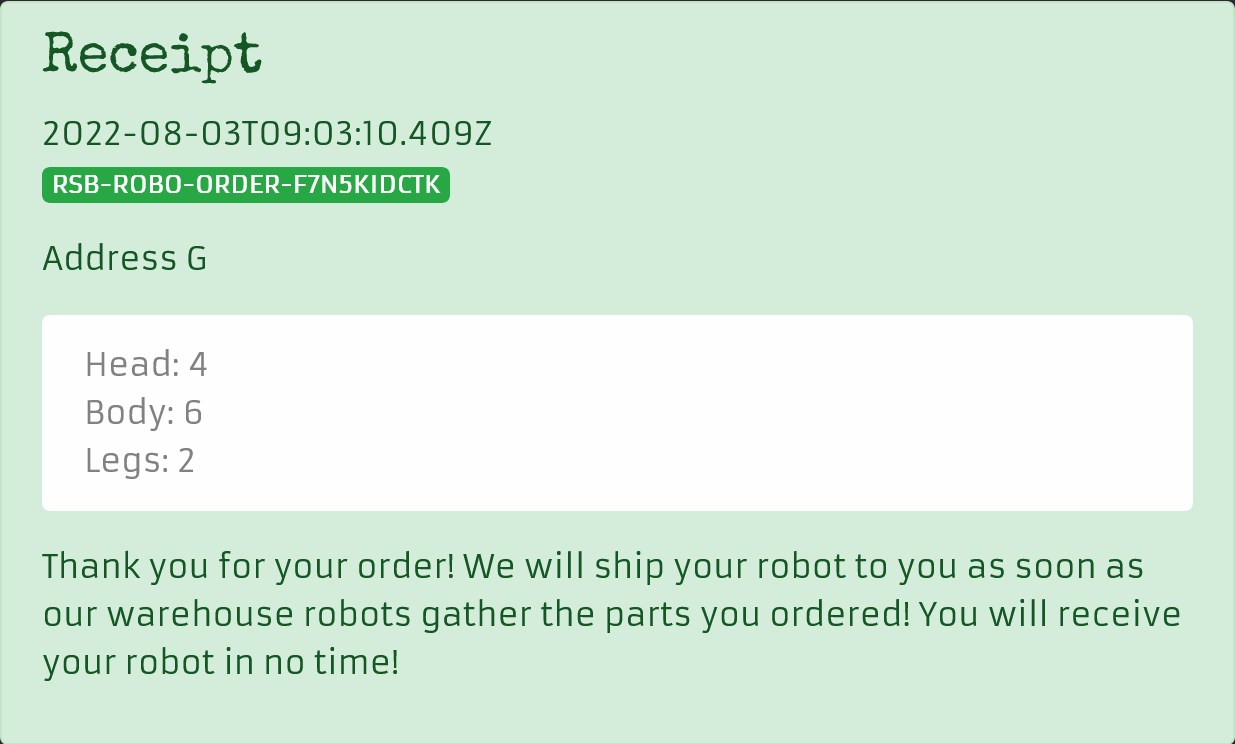 Receipt
2022-08-03T09:03:10.409Z
RSB-ROBO-ORDER-F7N5KIDCTK
Address G
Head: 4
Body: 6
Legs: 2
Thank you for your order! We will ship your robot to you as soon as
our warehouse robots gather the parts you ordered! You will receive
your robot in no time!